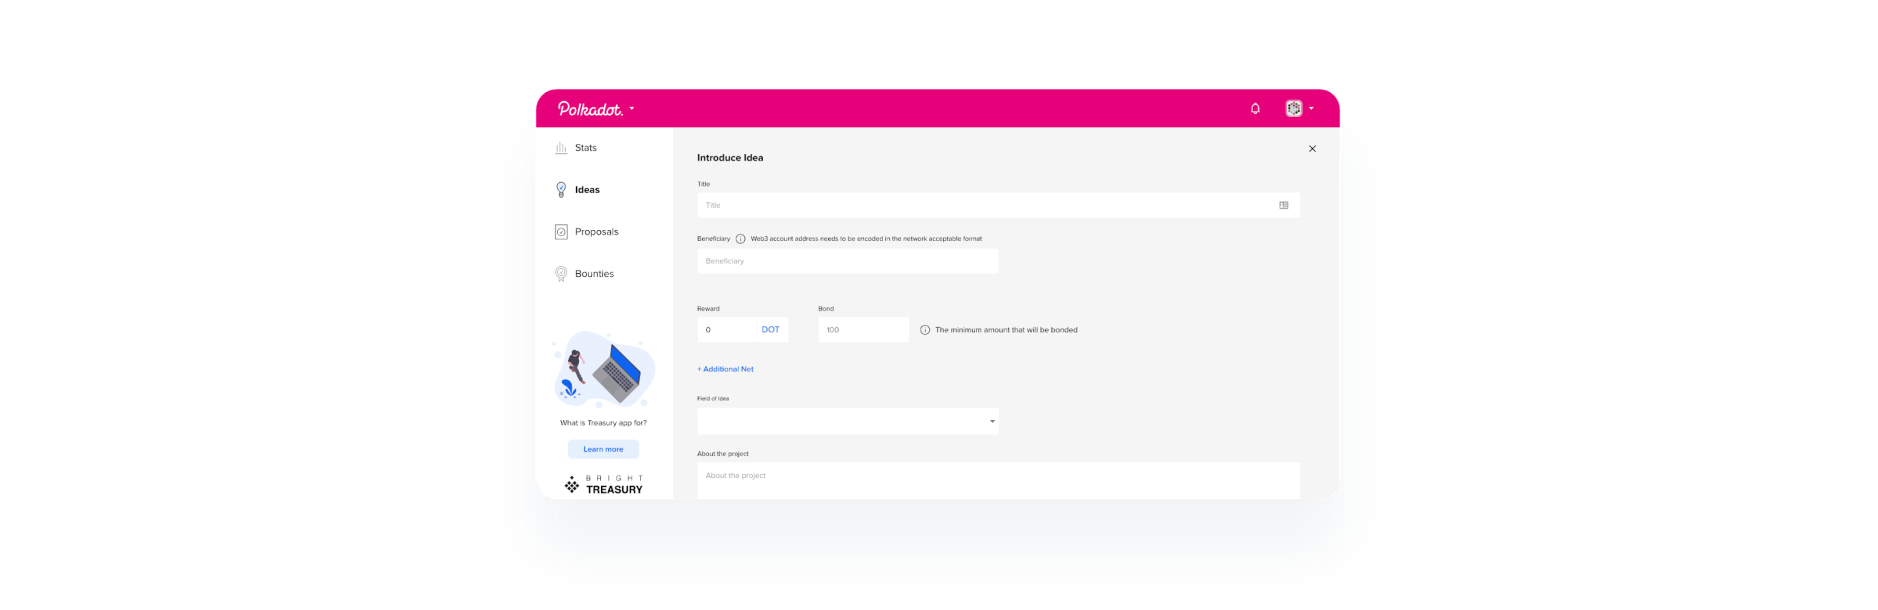 Polkadot.
Stats
Ideas
Proposals
Bounties
What is Treasury app for?
Learn more
BRIGHT
TREASURY
Introduce Idea
Title
Title
Beneficiary Web3 account address needs to be encoded in the network acceptable format
Beneficiary
Reward Bond
0 DOT 100 The minimum amount that will be bonded
+ Additional Net
Field of Idea
About the project
About the project